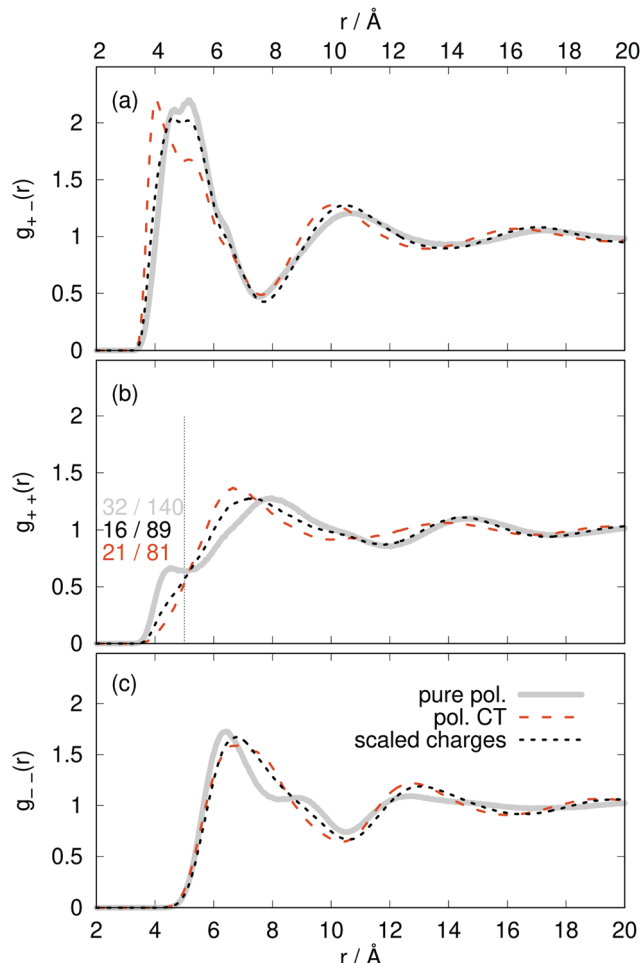 r / Å
2 4 6 8 10 12 14 16 18 20
(a)
2
1.5
1
0.5
0
g+−(r)
(b)
2
1.5
1
0.5
0
g++(r)
32 / 140
16 / 89
21 / 81
(c)
2
1.5
1
0.5
0
g−−(r)
pure pol.
pol. CT
scaled charges
2 4 6 8 10 12 14 16 18 20
r / Å